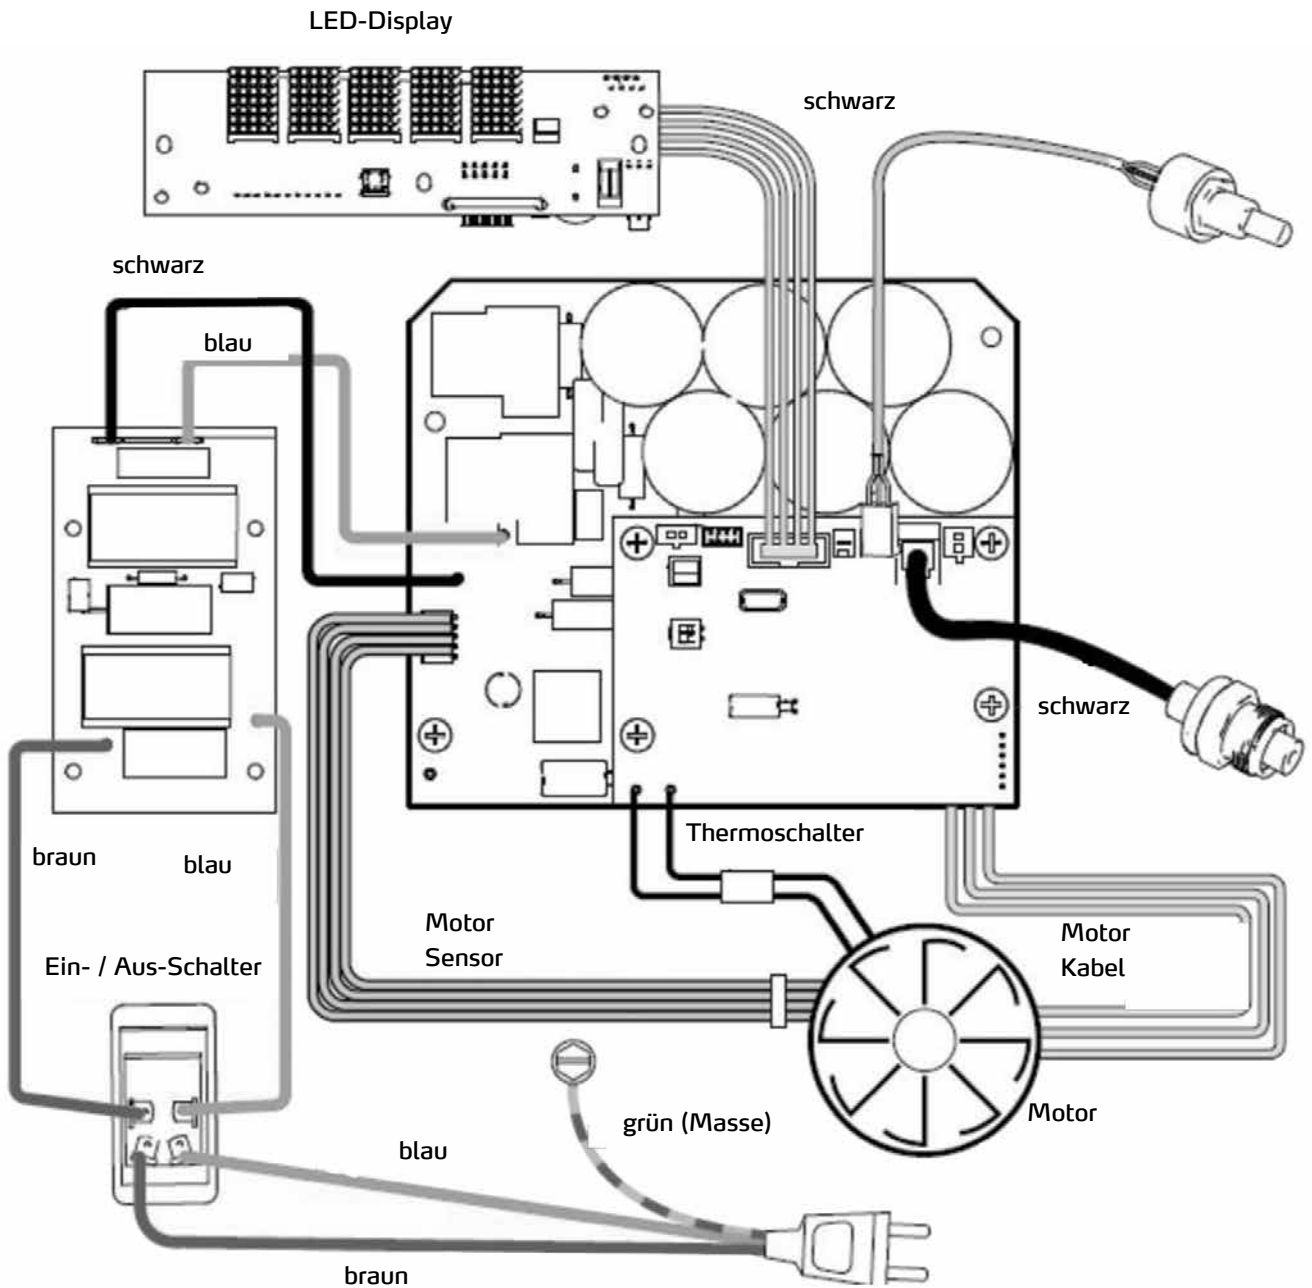 LED-Display
schwarz
schwarz
blau
schwarz
Thermoschalter
braun
blau
Motor
Sensor
Motor
Kabel
Ein- / Aus-Schalter
Motor
grün (Masse)
blau
braun